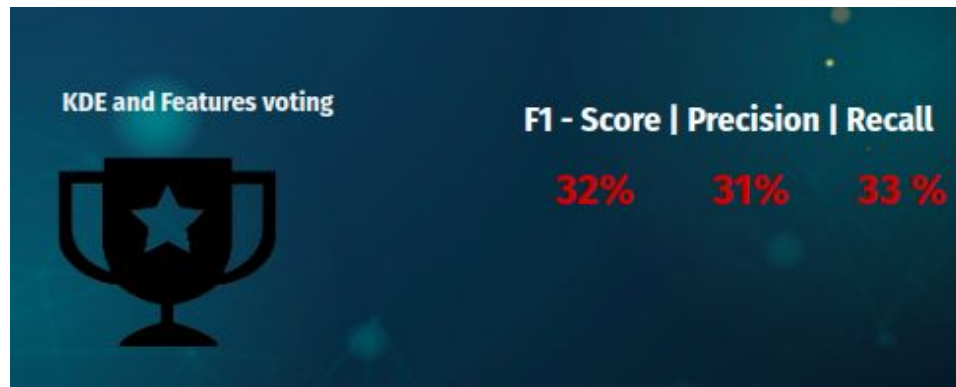 KDE and Features voting
F1 - Score | Precision | Recall
32% 31% 33 %